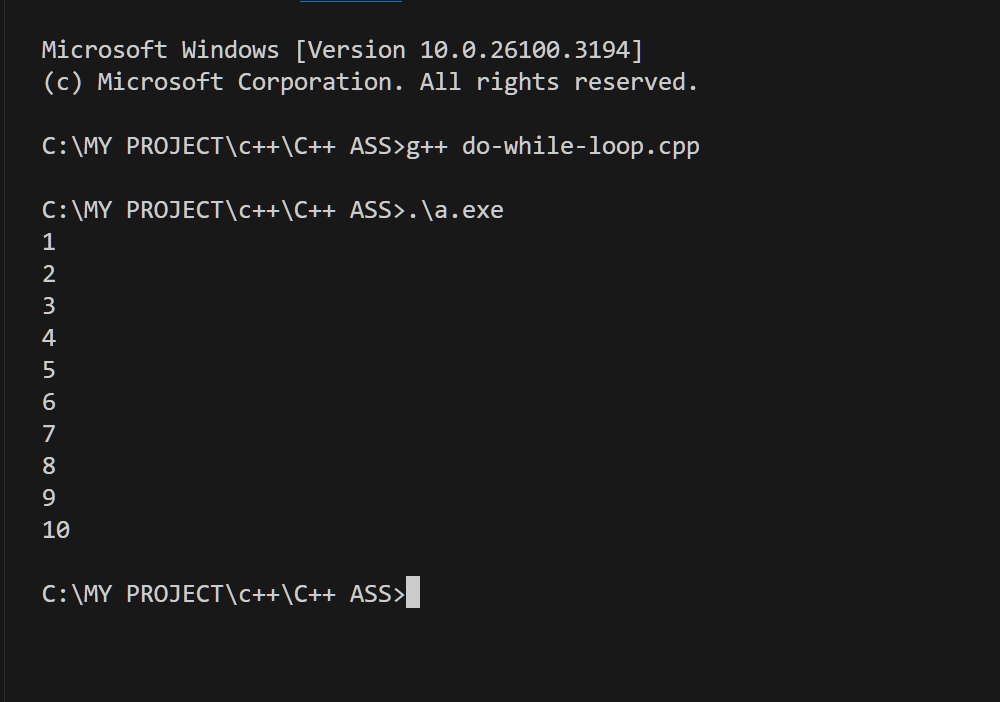 Microsoft Windows [Version 10.0.26100.3194]
(c) Microsoft Corporation. All rights reserved.
C:\MY PROJECT\c++\C++ ASS>g++ do-while-loop.cpp
C:\MY PROJECT\c++\C++ ASS>.\a.exe
1
2
3
4
5
6
7
8
9
10
C:\MY PROJECT\c++\C++ ASS>